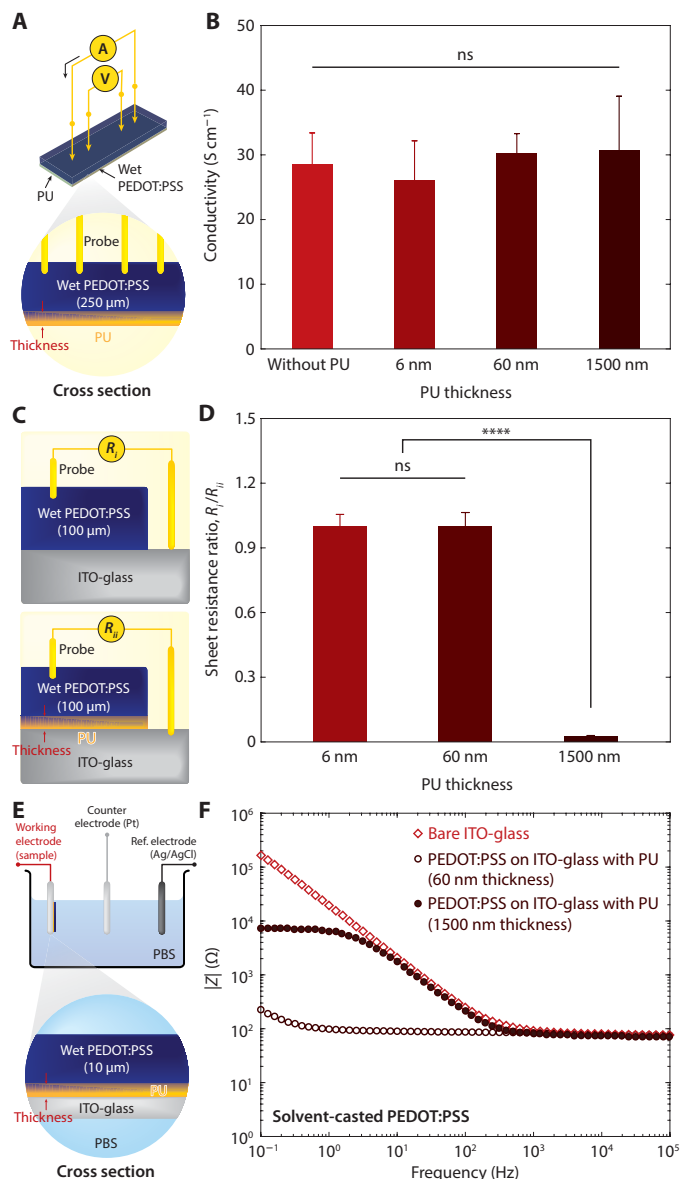 A
A
V
PU
Wet
PEDOT:PSS
Probe
Wet PEDOT:PSS
(250 μm)
Thickness
PU
Cross section
B
Conductivity (S cm⁻¹)
60
50
40
30
20
10
0
ns
Without PU
6 nm
60 nm
1500 nm
PU thickness
C
Rᵢ
Probe
Wet PEDOT:PSS
(100 μm)
ITO-glass
Rᵢᵢ
Probe
Wet PEDOT:PSS
(100 μm)
Thickness
PU
ITO-glass
D
Sheet resistance ratio, Rᵢ/Rᵢᵢ
1.5
1.2
0.9
0.6
0.3
0
ns
****
6 nm
60 nm
1500 nm
PU thickness
E
Counter
electrode (Pt)
Working
electrode
(sample)
Ref. electrode
(Ag/AgCl)
PBS
Wet PEDOT:PSS
(10 μm)
PU
Thickness
ITO-glass
PBS
Cross section
F
|Z| (Ω)
10⁶
10⁵
10⁴
10³
10²
10¹
10⁰
Bare ITO-glass
PEDOT:PSS on ITO-glass with PU
(60 nm thickness)
PEDOT:PSS on ITO-glass with PU
(1500 nm thickness)
Solvent-casted PEDOT:PSS
10⁻¹
10⁰
10¹
10²
10³
10⁴
10⁵
Frequency (Hz)